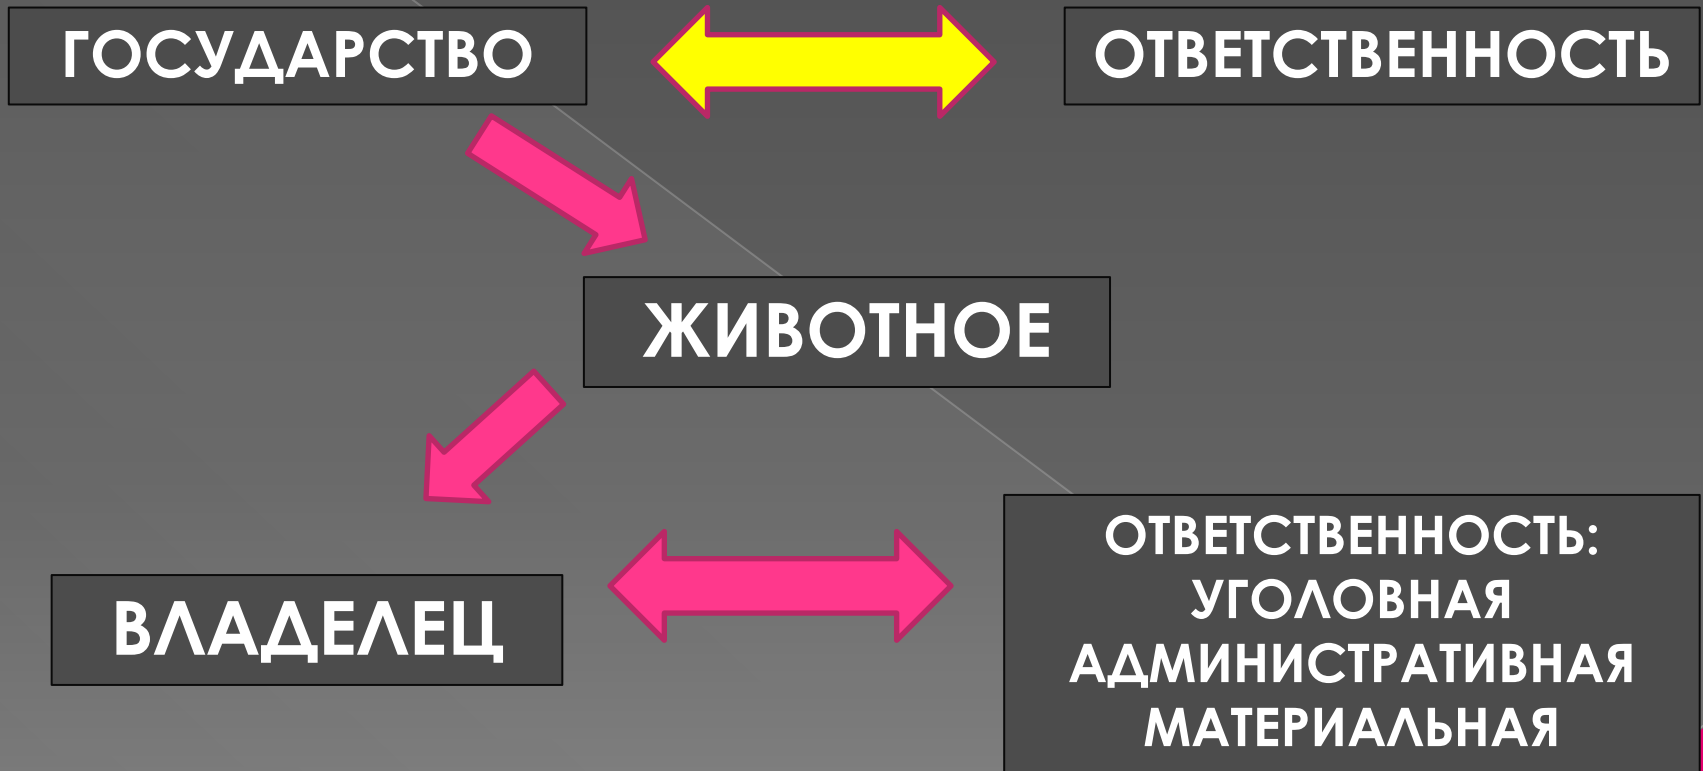 ГОСУДАРСТВО
ОТВЕТСТВЕННОСТЬ
ЖИВОТНОЕ
ВЛАДЕЛЕЦ
ОТВЕТСТВЕННОСТЬ:
УГОЛОВНАЯ
АДМИНИСТРАТИВНАЯ
МАТЕРИАЛЬНАЯ